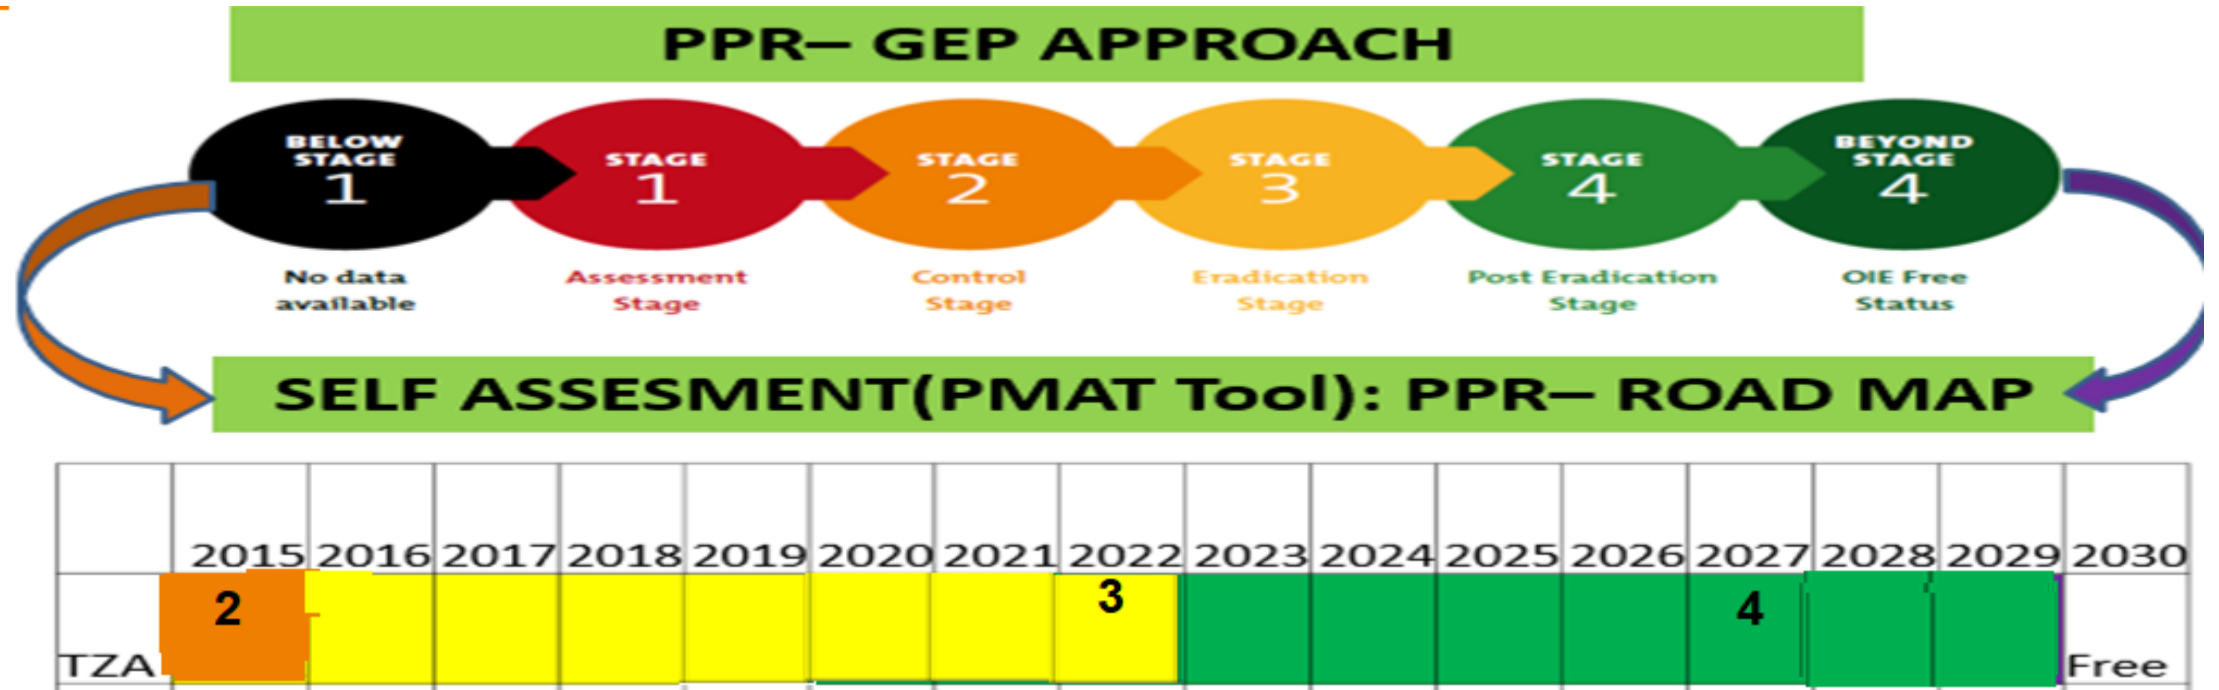 PPR– GEP APPROACH
BELOW STAGE 1
STAGE 1
STAGE 2
STAGE 3
STAGE 4
BEYOND STAGE 4
No data available
Assessment Stage
Control Stage
Eradication Stage
Post Eradication Stage
OIE Free Status
SELF ASSESMENT(PMAT Tool): PPR– ROAD MAP
2015 2016 2017 2018 2019 2020 2021 2022 2023 2024 2025 2026 2027 2028 2029 2030
TZA 2 3 4 Free